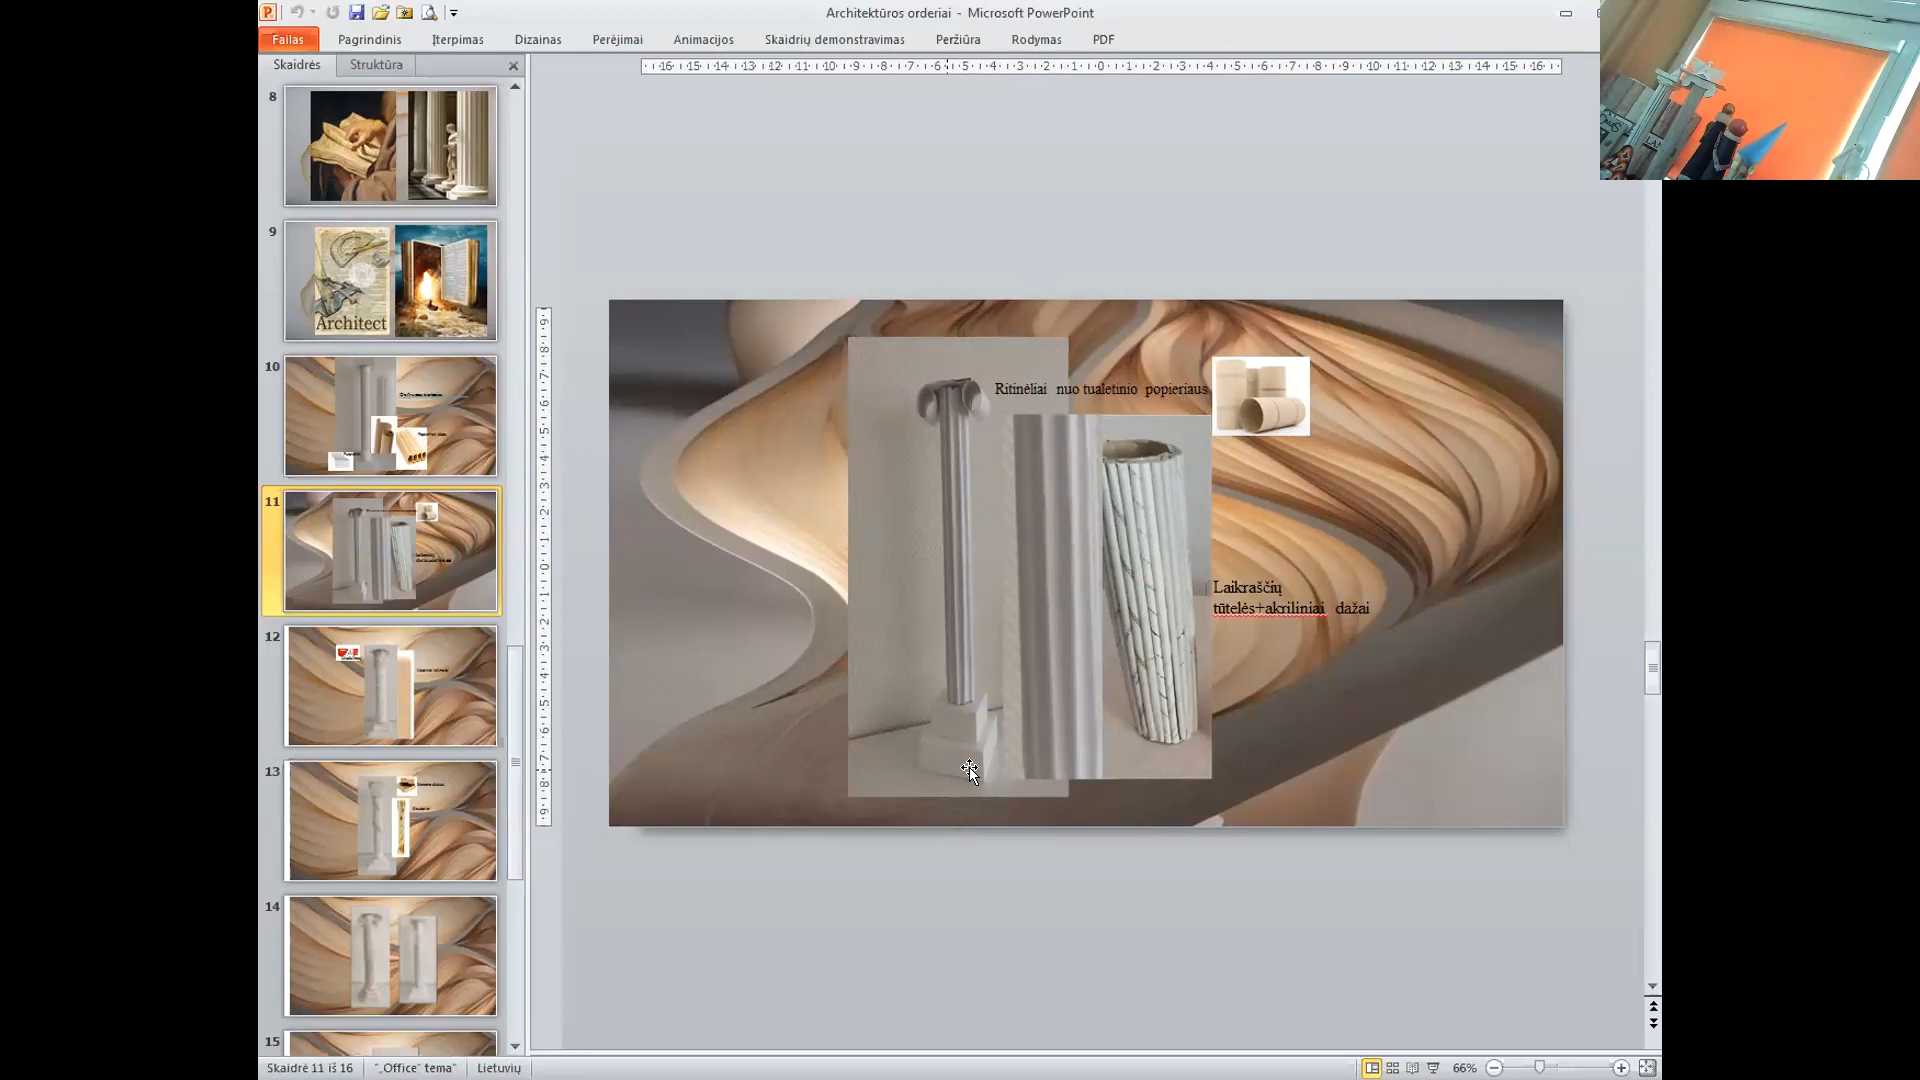 Architektūros orderiai - Microsoft PowerPoint
Failas Pagrindinis Įterpimas Dizainas Perėjimai Animacijos Skaidrių demonstravimas Peržiūra Rodymas PDF
Skaidrės Struktūra
8
9
Architect
10
11
12
13
14
15
Ritinėliai nuo tualetinio popieriaus
Laikraščių
tūtelės+akriliniai dažai
Skaidrė 11 iš 16 "„Office“ tema" Lietuvių 66%